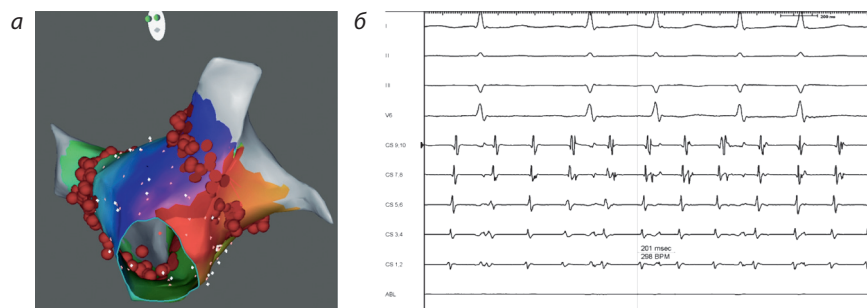 а
б
200 ms
I
II
III
V6
CS 9,10
CS 7,8
CS 5,6
CS 3,4
201 msec
298 BPM
CS 1,2
ABL